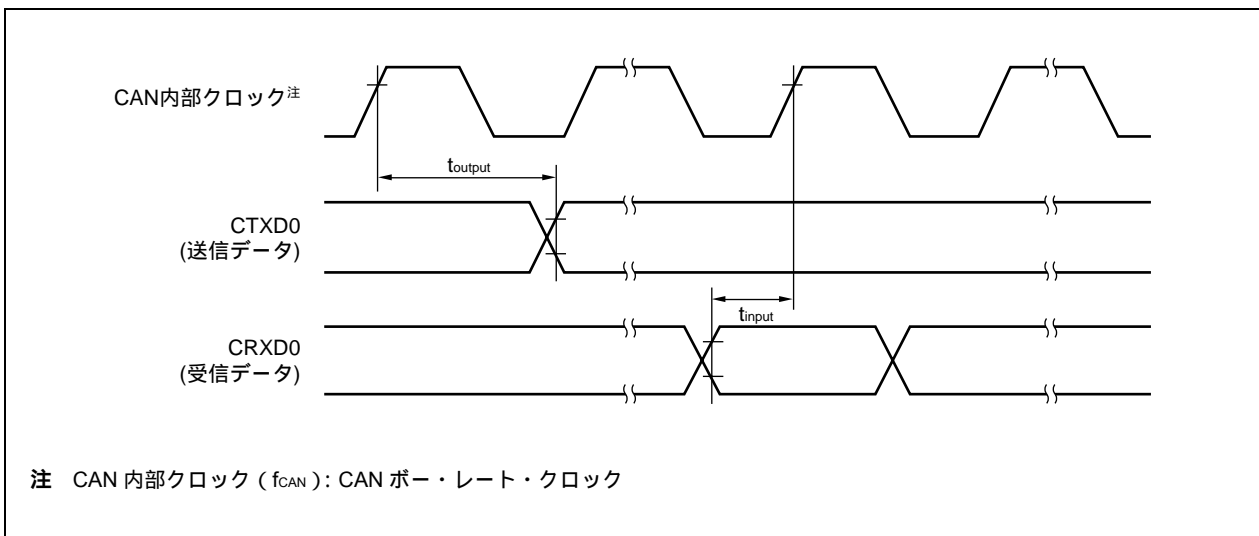 CAN内部クロック注
toutput
CTXD0
(送信データ)
tinput
CRXD0
(受信データ)
注 CAN 内部クロック ( fCAN ): CAN ボー・レート・クロック